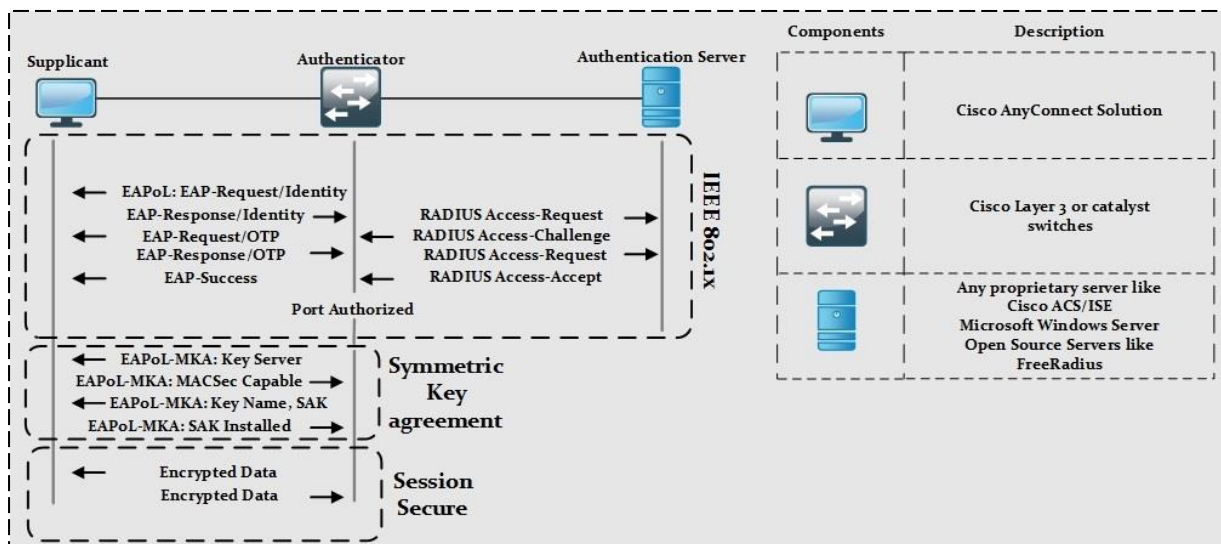 Supplicant
Authenticator
Authentication Server
EAPoL: EAP-Request/Identity
EAP-Response/Identity
RADIUS Access-Request
EAP-Request/OTP
RADIUS Access-Challenge
EAP-Response/OTP
RADIUS Access-Request
EAP-Success
RADIUS Access-Accept
Port Authorized
IEEE 802.1X
EAPoL-MKA: Key Server
EAPoL-MKA: MACSec Capable
EAPoL-MKA: Key Name, SAK
EAPoL-MKA: SAK Installed
Symmetric
Key
agreement
Encrypted Data
Encrypted Data
Session
Secure
Components
Description
Cisco AnyConnect Solution
Cisco Layer 3 or catalyst
switches
Any proprietary server like
Cisco ACS/ISE
Microsoft Windows Server
Open Source Servers like
FreeRadius